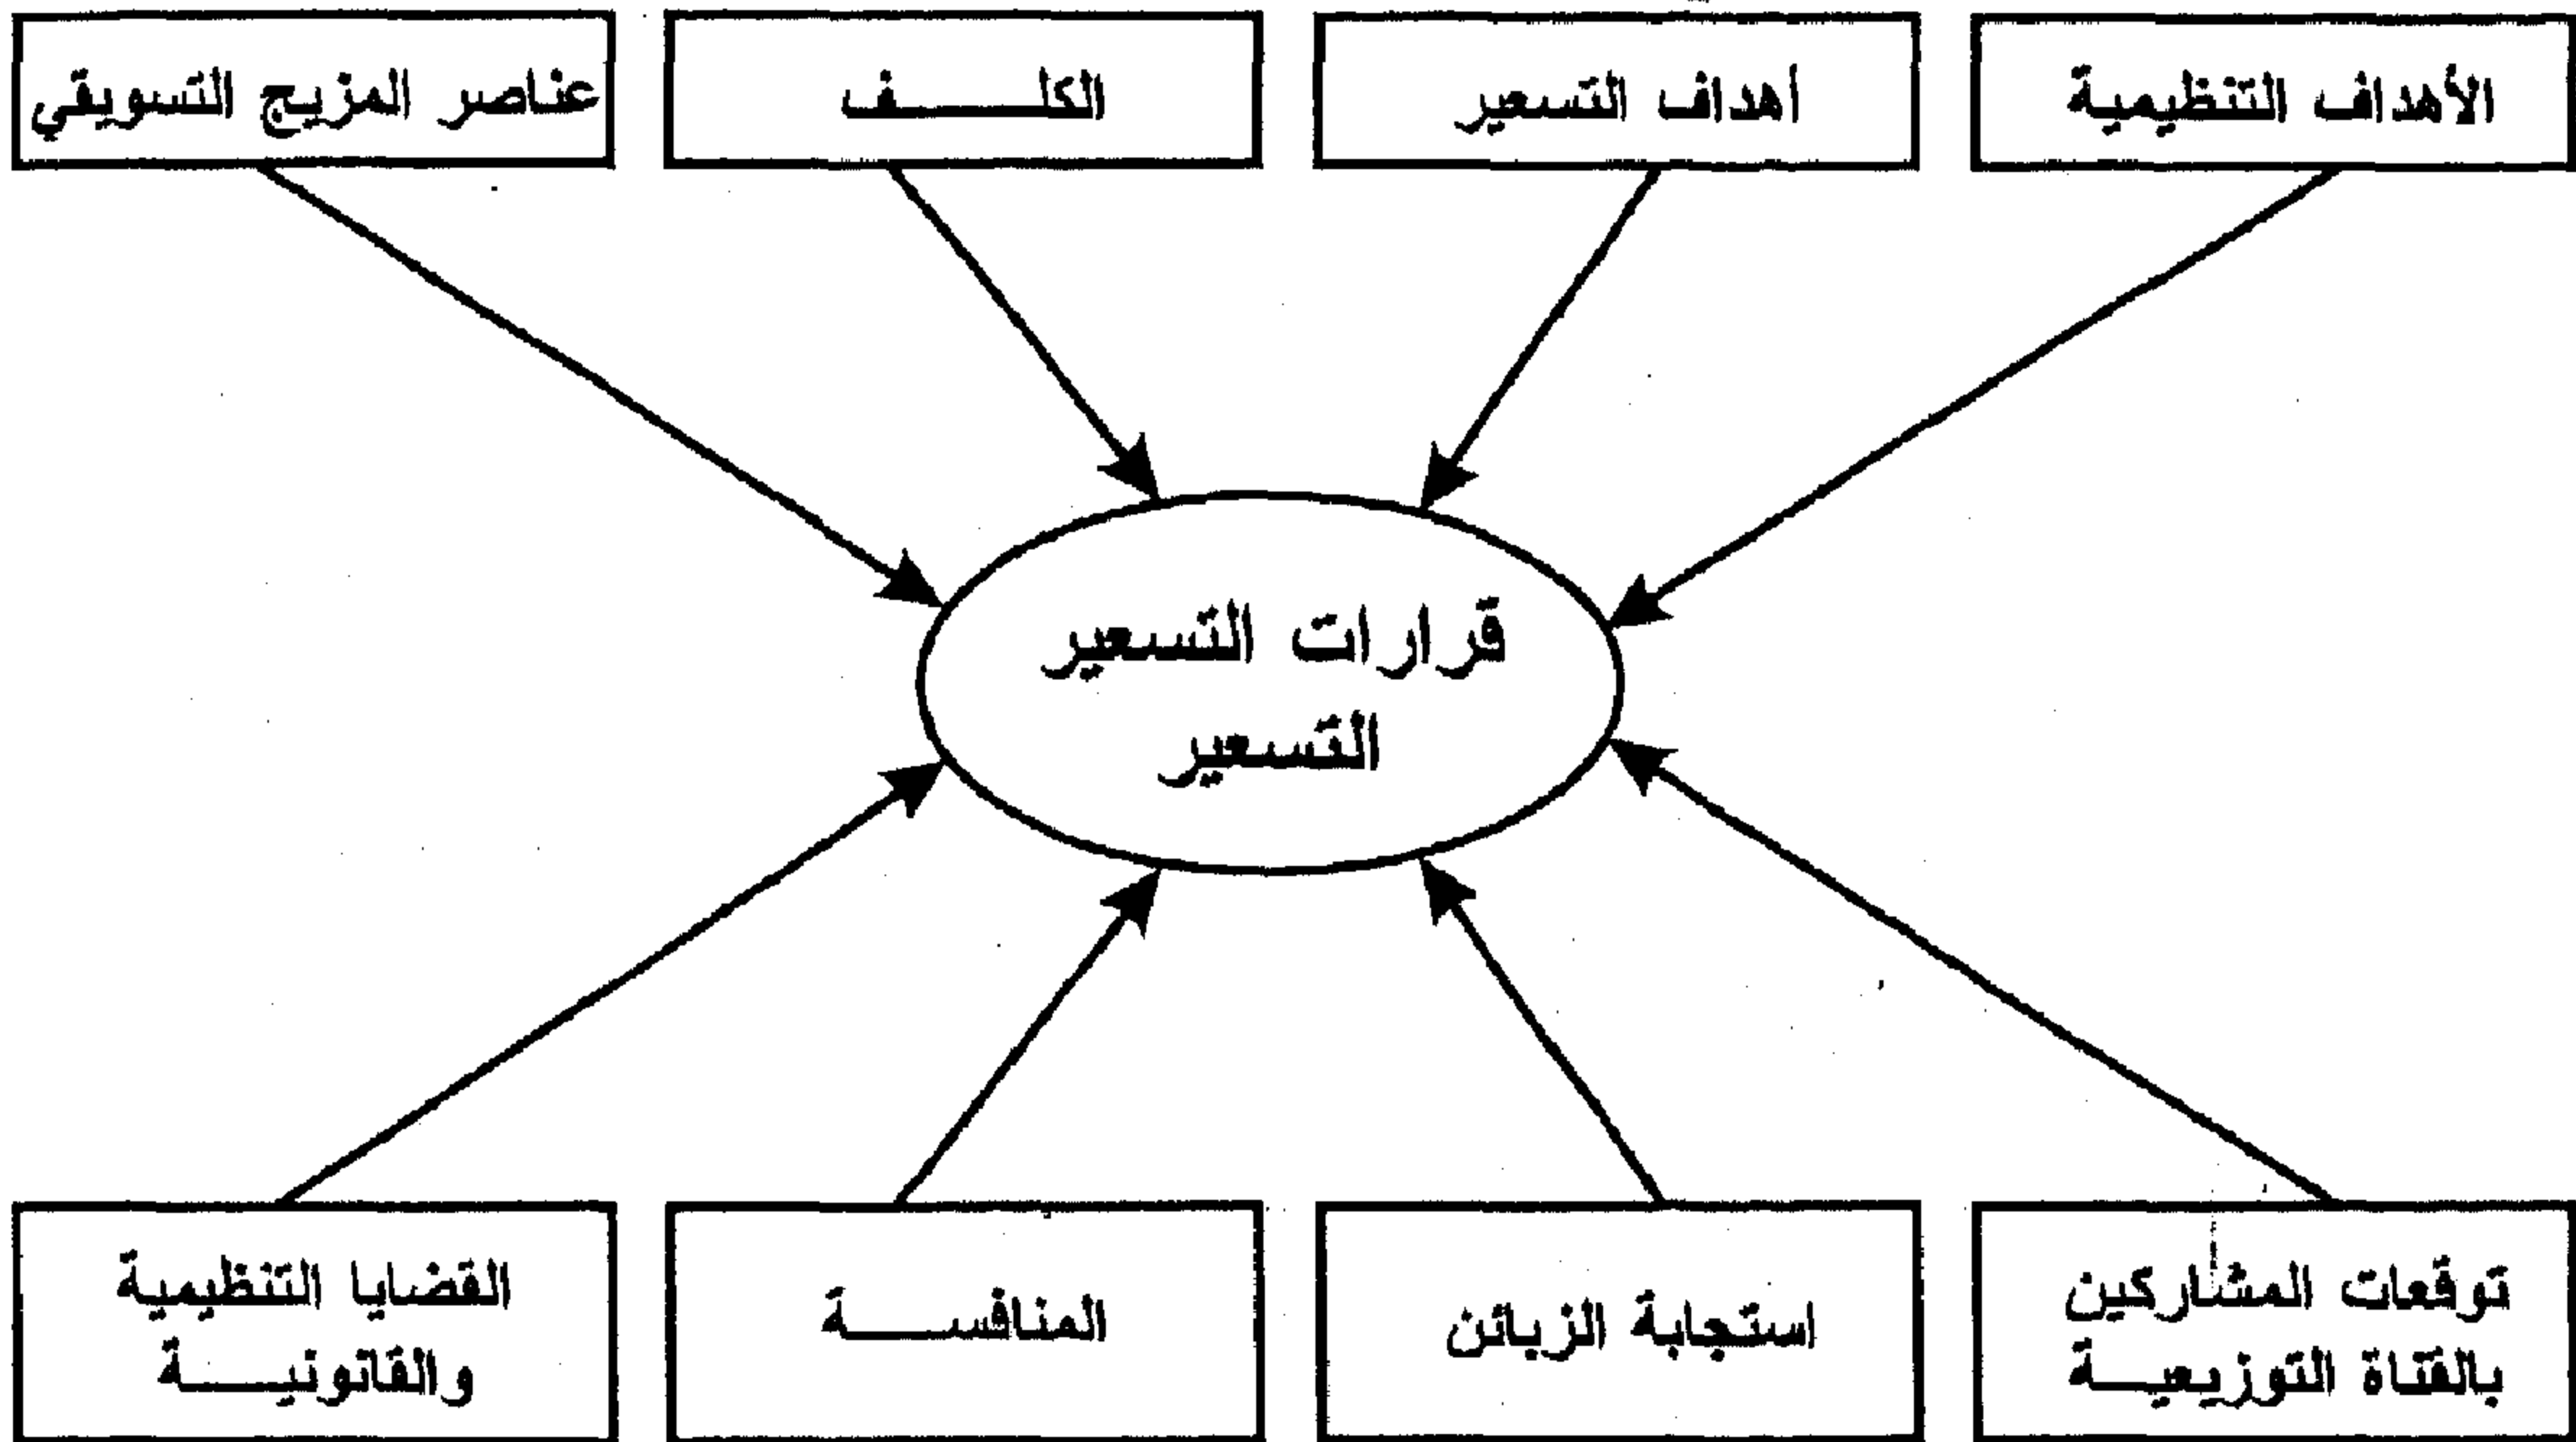 الأهداف التنظيمية
أهداف التسعير
الكلـــــف
عناصر المزيج التسويقي
قرارات التسعير
التسعير
توقعات المشاركين
بالقناة التوزيعيـــة
استجابة الزبائن
المنافســـــة
القضايا التنظيمية
والقانونيـــــة